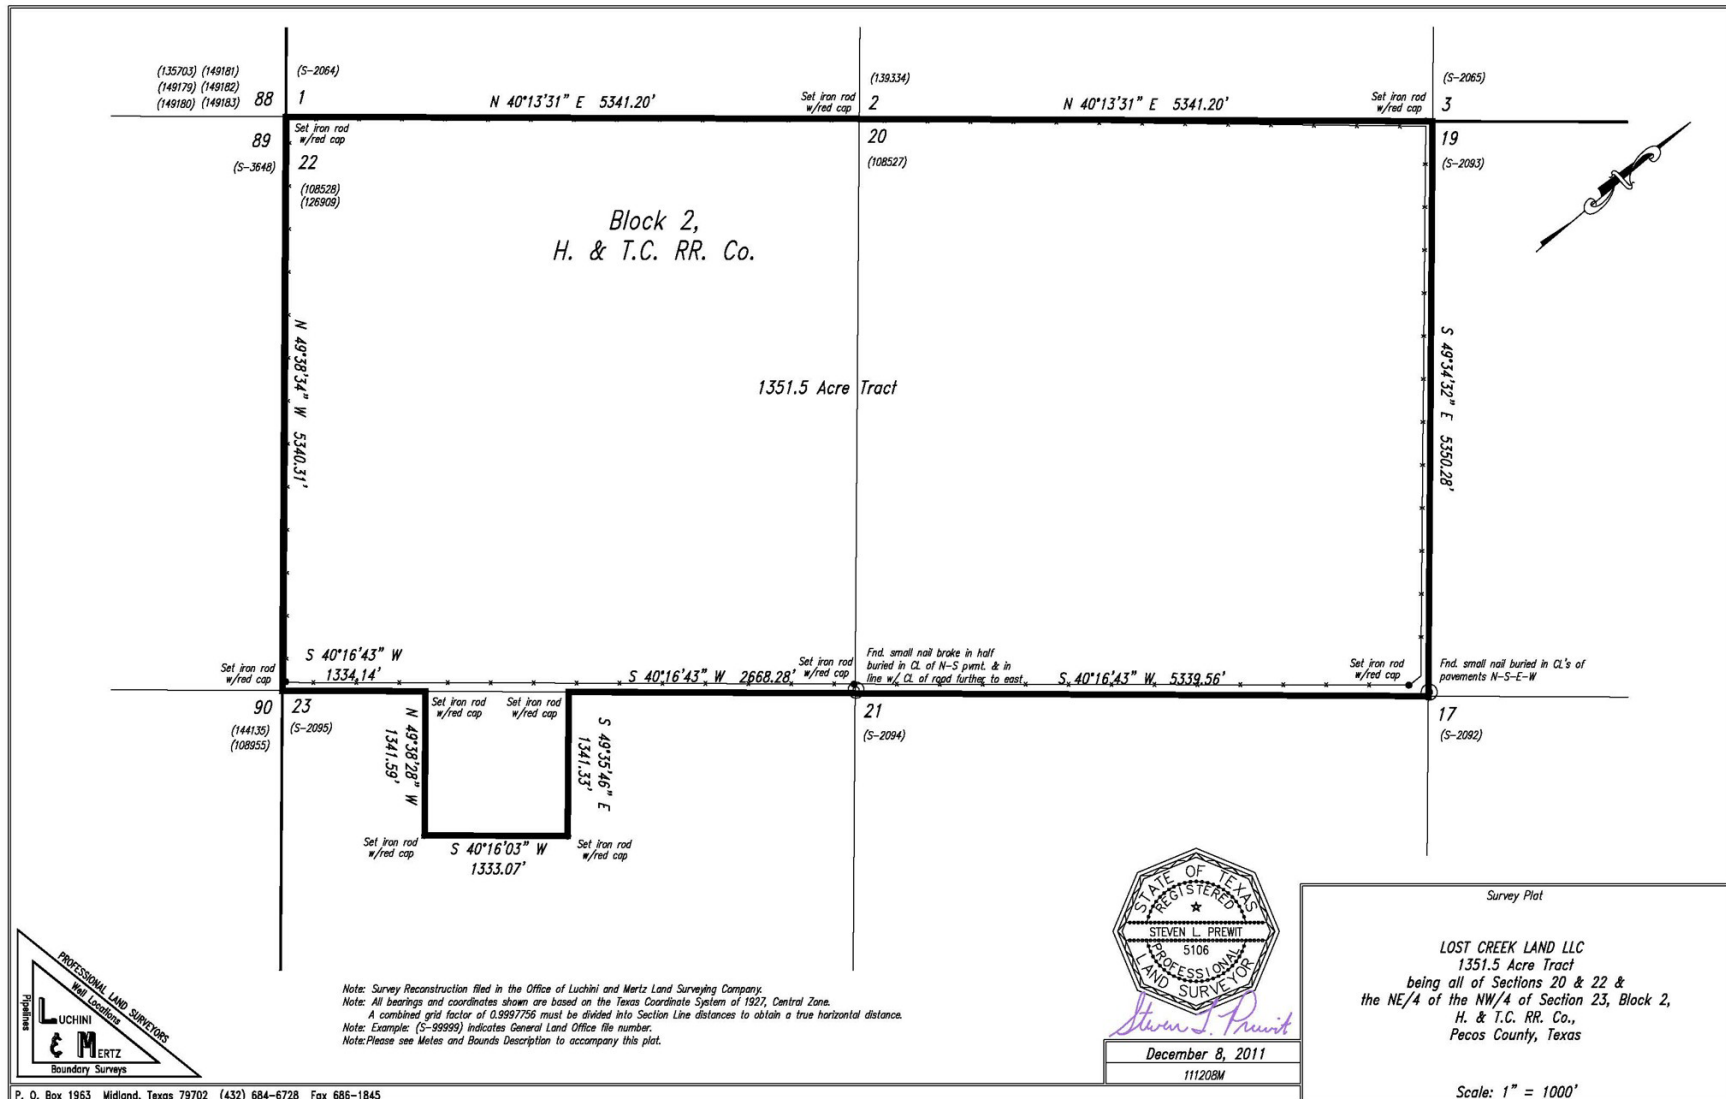 (135703) (149181)
(149179) (149182)
(149180) (149183)
88
(S-2064)
1
N 40°13'31" E 5341.20'
(139334)
Set iron rod
w/red cap
2
N 40°13'31" E 5341.20'
(S-2065)
Set iron rod
w/red cap
3
Set iron rod
w/red cap
89
(S-3648)
22
(108528)
(126909)
20
(108527)
19
(S-2093)
Block 2,
H. & T.C. RR. Co.
N 49°38'34" W 5340.31'
1351.5 Acre Tract
S 49°34'32" E 5350.28'
Set iron rod
w/red cap
S 40°16'43" W
1334.14'
S 40°16'43" W 2668.28'
Set iron rod
w/red cap
Fnd. small nail broke in half
buried in CL of N-S pvmt. & in
line w/ CL of road further to east
S 40°16'43" W 5339.56'
Set iron rod
w/red cap
Fnd. small nail buried in CL's of
pavements N-S-E-W
90
(144135)
(108955)
23
(S-2095)
Set iron rod
w/red cap
Set iron rod
w/red cap
21
(S-2094)
17
(S-2092)
N 49°38'28" W
1341.59'
S 49°35'46" E
1341.33'
Set iron rod
w/red cap
S 40°16'03" W
1333.07'
Set iron rod
w/red cap
STATE OF TEXAS
REGISTERED
STEVEN L. PREWIT
5106
PROFESSIONAL
LAND SURVEYOR
Steven L. Prewit
December 8, 2011
111208M
Survey Plat
LOST CREEK LAND LLC
1351.5 Acre Tract
being all of Sections 20 & 22 &
the NE/4 of the NW/4 of Section 23, Block 2,
H. & T.C. RR. Co.,
Pecos County, Texas
Scale: 1" = 1000'
PROFESSIONAL LAND SURVEYORS
Well Locations
Pipelines
LUCHINI
& MERTZ
Boundary Surveys
Note: Survey Reconstruction filed in the Office of Luchini and Mertz Land Surveying Company.
Note: All bearings and coordinates shown are based on the Texas Coordinate System of 1927, Central Zone.
A combined grid factor of 0.9997756 must be divided into Section Line distances to obtain a true horizontal distance.
Note: Example: (S-99999) indicates General Land Office file number.
Note:Please see Metes and Bounds Description to accompany this plat.
P. O. Box 1963 Midland, Texas 79702 (432) 684-6728 Fax 686-1845